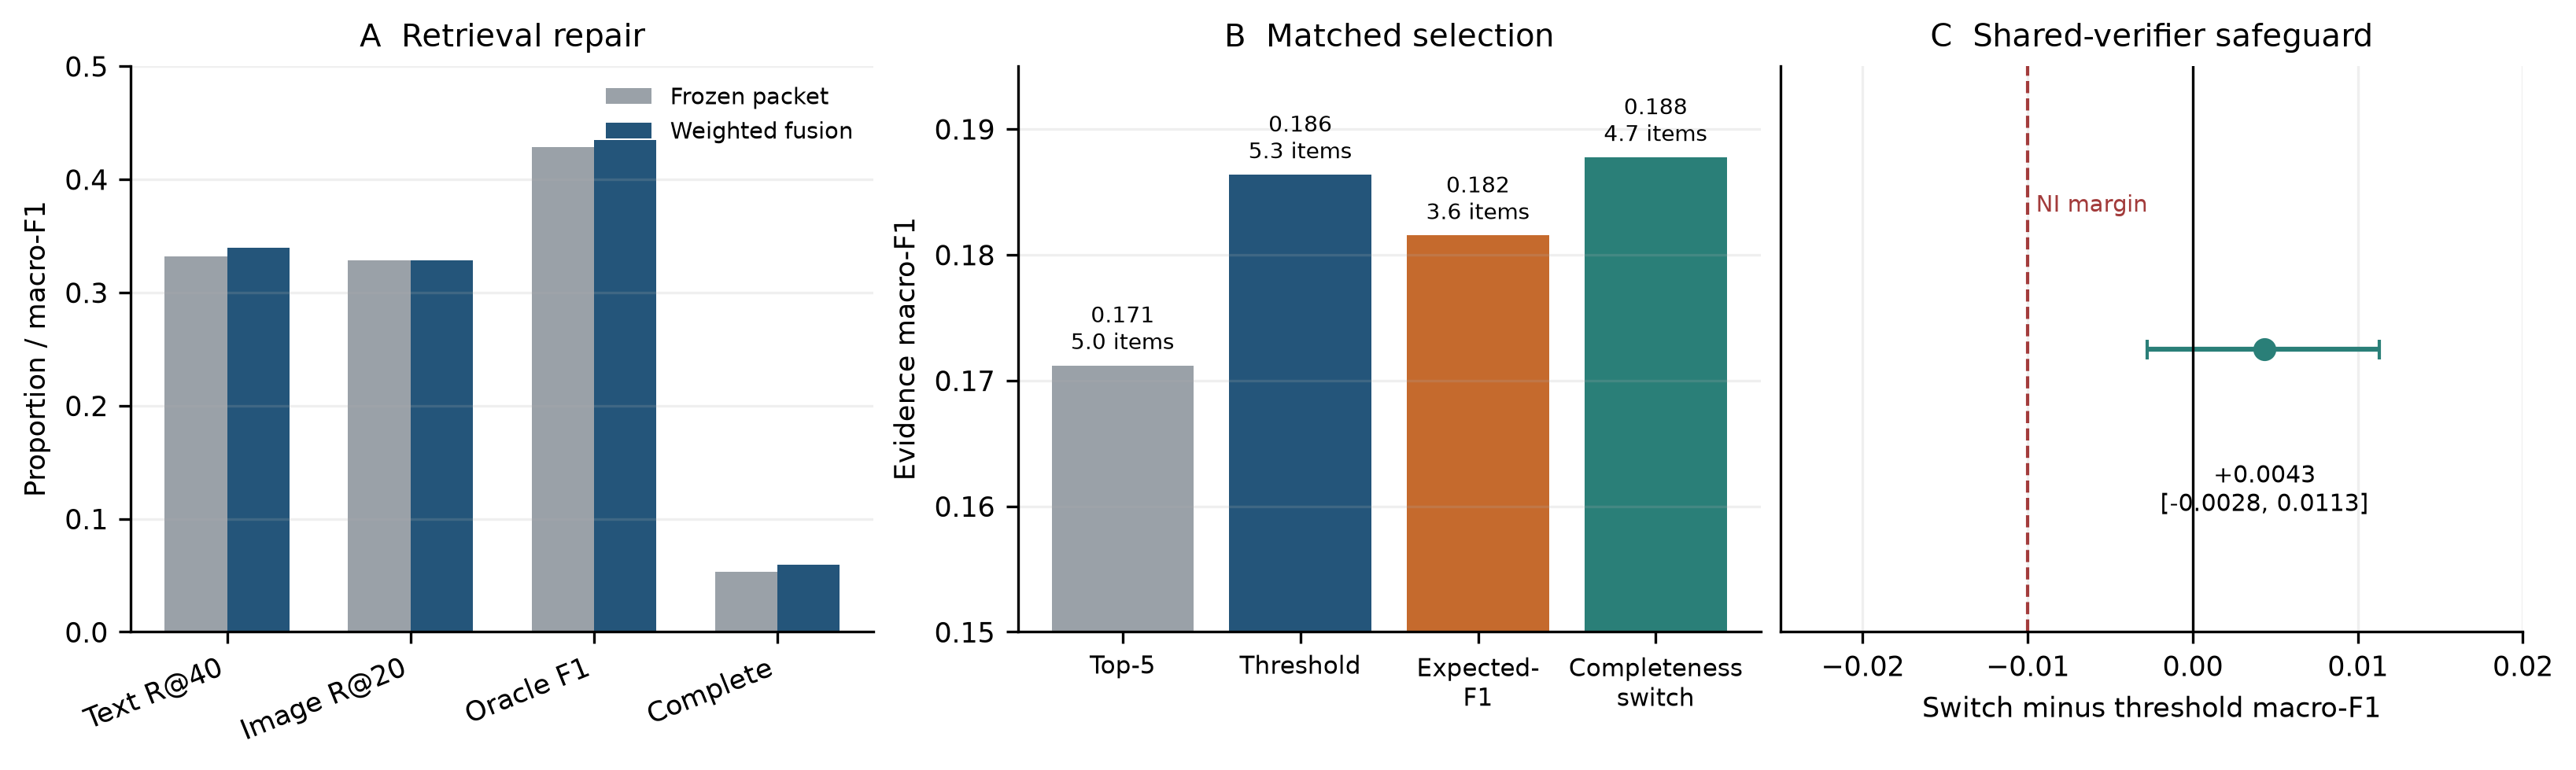 A  Retrieval repair
Proportion / macro-F1
0.5
0.4
0.3
0.2
0.1
0.0
Frozen packet
Weighted fusion
Text R@40
Image R@20
Oracle F1
Complete
B  Matched selection
Evidence macro-F1
0.19
0.18
0.17
0.16
0.15
0.171
5.0 items
0.186
5.3 items
0.182
3.6 items
0.188
4.7 items
Top-5
Threshold
Expected-
F1
Completeness
switch
C  Shared-verifier safeguard
NI margin
+0.0043
[-0.0028, 0.0113]
−0.02
−0.01
0.00
0.01
0.02
Switch minus threshold macro-F1